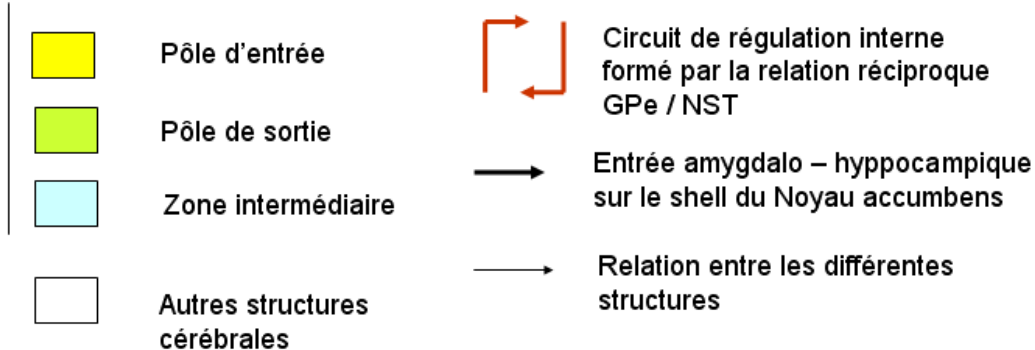 Pôle d'entrée
Pôle de sortie
Zone intermédiaire
Autres structures
cérébrales
Circuit de régulation interne
formé par la relation réciproque
GPe / NST
Entrée amygdalo – hyppocampique
sur le shell du Noyau accumbens
Relation entre les différentes
structures